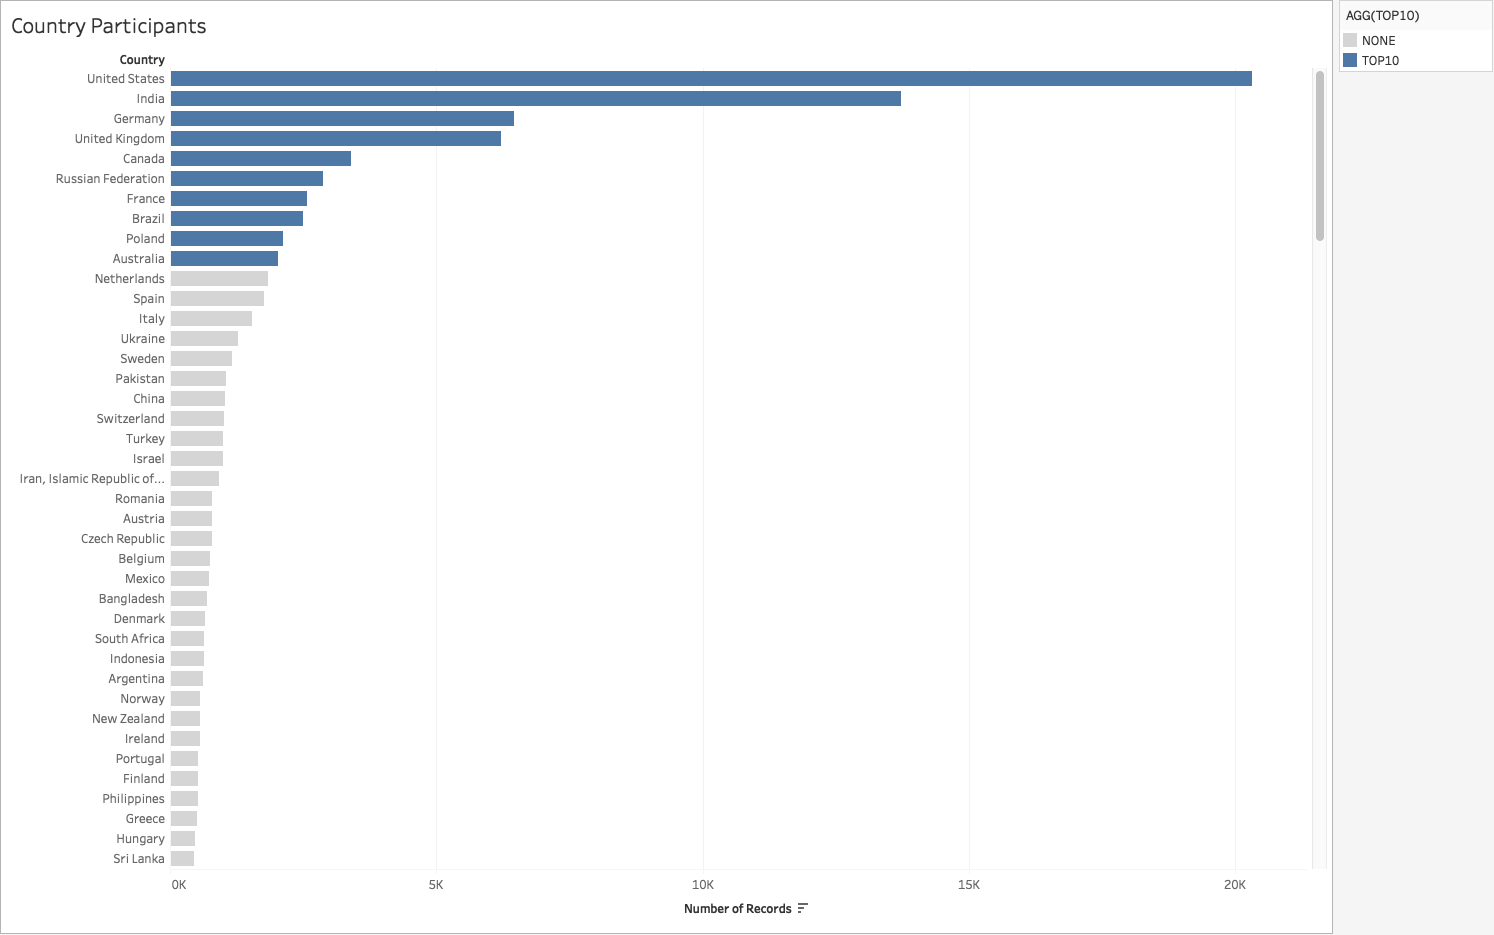 Country Participants
Country
United States
India
Germany
United Kingdom
Canada
Russian Federation
France
Brazil
Poland
Australia
Netherlands
Spain
Italy
Ukraine
Sweden
Pakistan
China
Switzerland
Turkey
Israel
Iran, Islamic Republic of...
Romania
Austria
Czech Republic
Belgium
Mexico
Bangladesh
Denmark
South Africa
Indonesia
Argentina
Norway
New Zealand
Ireland
Portugal
Finland
Philippines
Greece
Hungary
Sri Lanka
0K 5K 10K 15K 20K
Number of Records
AGG(TOP10)
NONE
TOP10